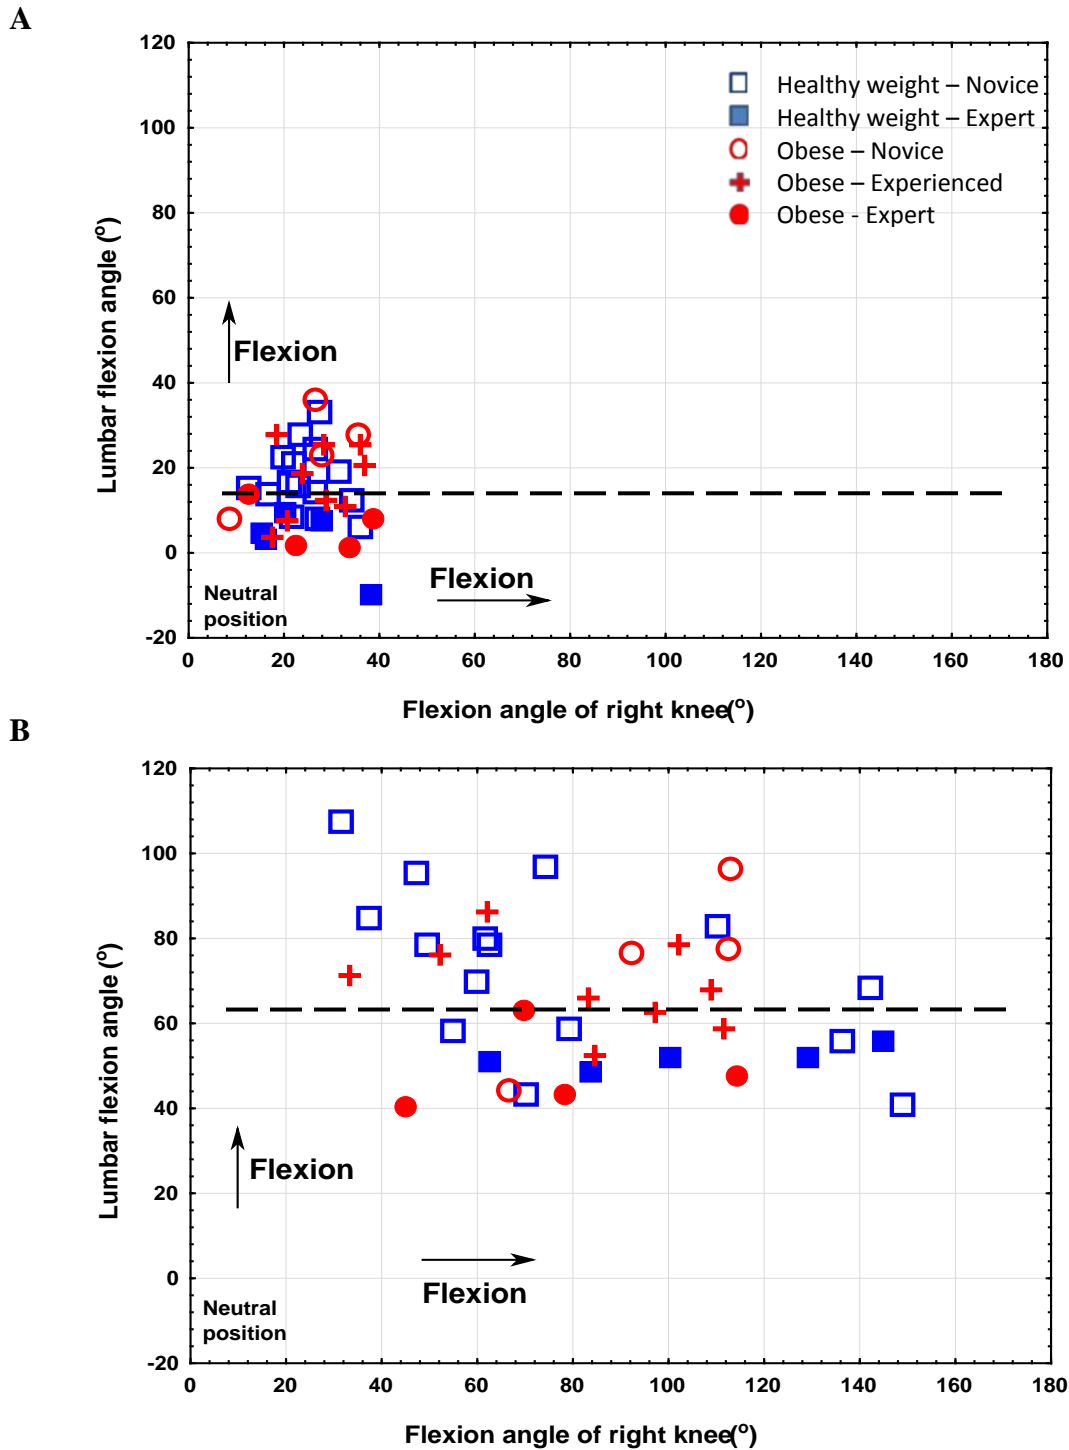 A
120
100
80
60
40
20
0
-20
Lumbar flexion angle (°)
Healthy weight – Novice
Healthy weight – Expert
Obese – Novice
Obese – Experienced
Obese - Expert
Flexion
Flexion
Neutral
position
0 20 40 60 80 100 120 140 160 180
Flexion angle of right knee(°)
B
120
100
80
60
40
20
0
-20
Lumbar flexion angle (°)
Flexion
Flexion
Neutral
position
0 20 40 60 80 100 120 140 160 180
Flexion angle of right knee(°)